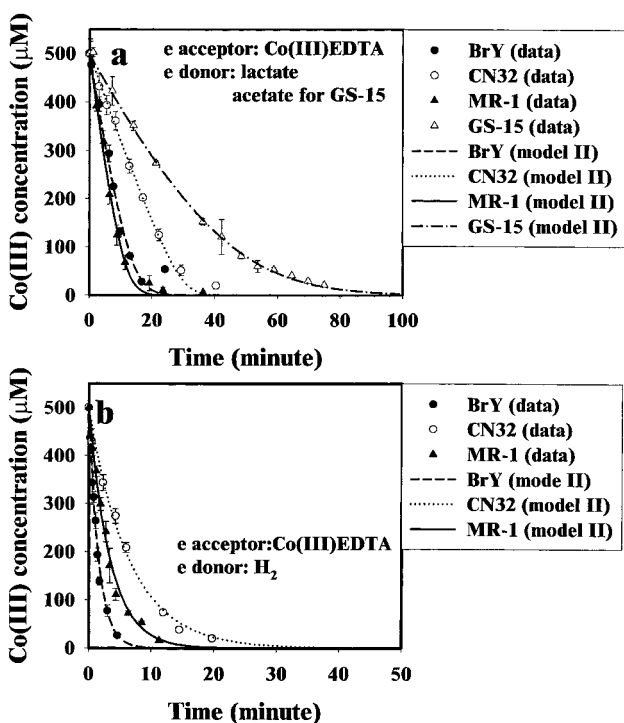 a
e acceptor: Co(III)EDTA
e donor: lactate
acetate for GS-15
Co(III) concentration (μM)
600
500
400
300
200
100
0
0 20 40 60 80 100
Time (minute)
BrY (data)
CN32 (data)
MR-1 (data)
GS-15 (data)
BrY (model II)
CN32 (model II)
MR-1 (model II)
GS-15 (model II)
b
e acceptor:Co(III)EDTA
e donor: H₂
Co(III) concentration (μM)
600
500
400
300
200
100
0
0 10 20 30 40 50
Time (minute)
BrY (data)
CN32 (data)
MR-1 (data)
BrY (mode II)
CN32 (model II)
MR-1 (model II)